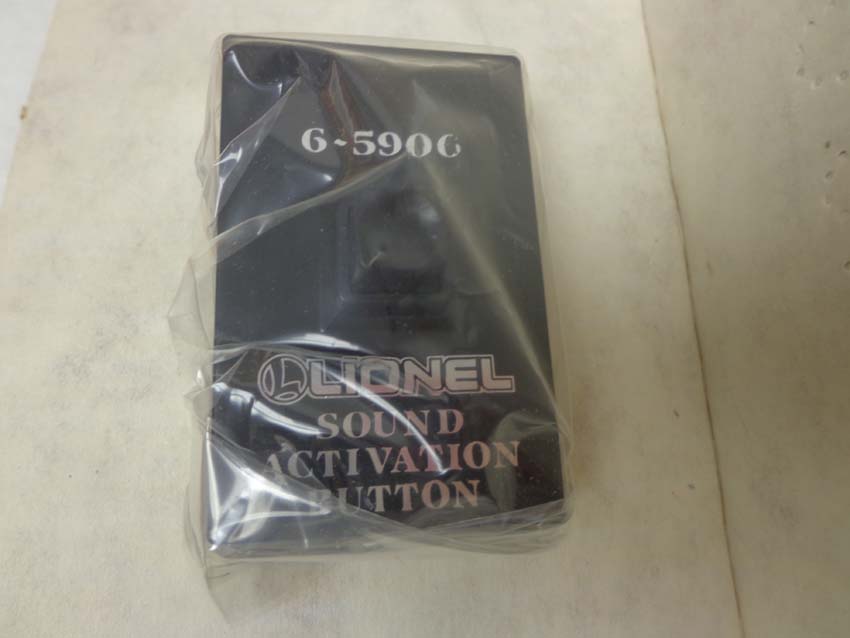 6-5906
LIONEL
SOUND
ACTIVATION
BUTTON